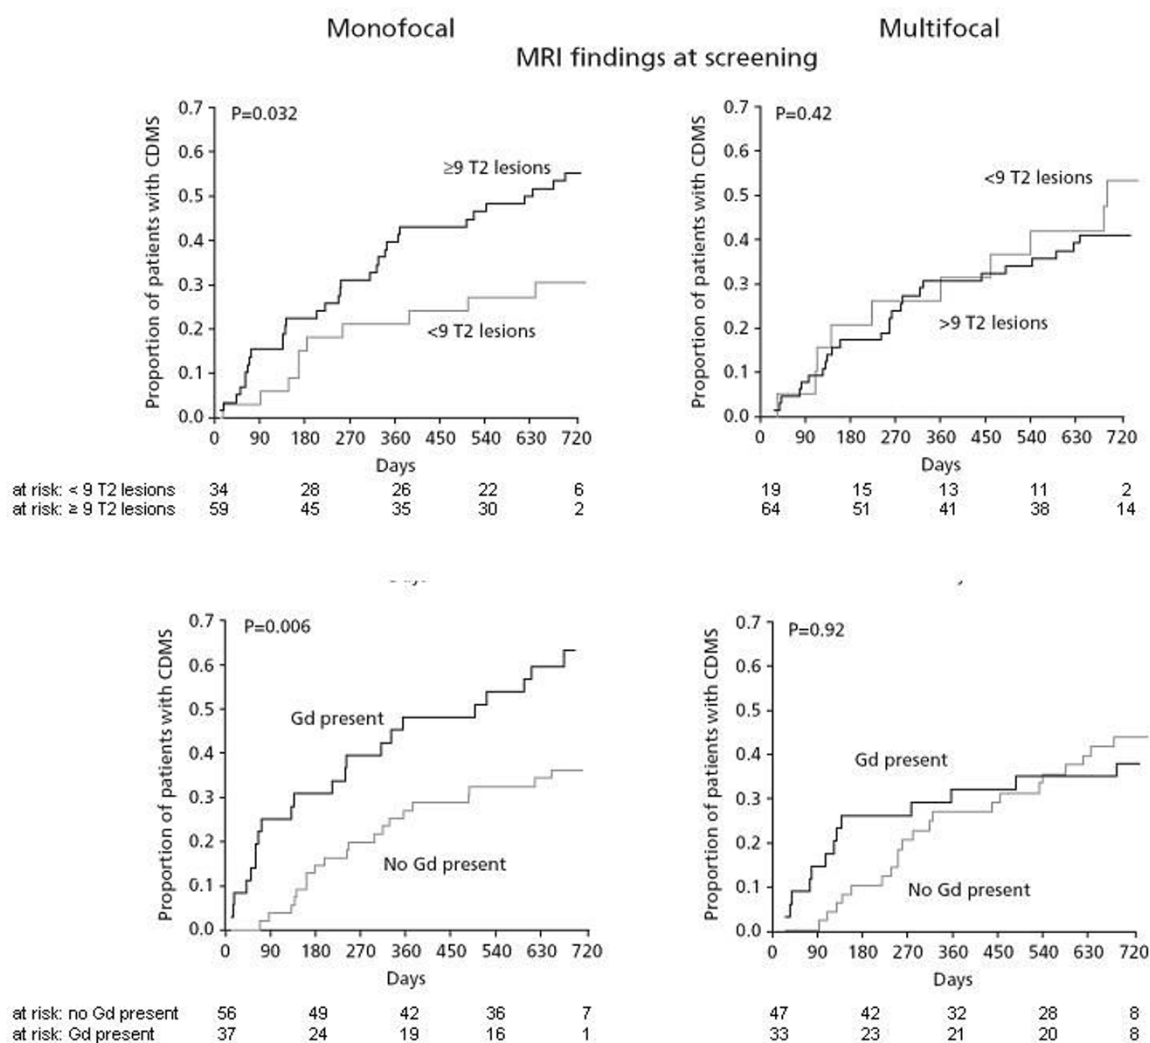 Monofocal Multifocal
MRI findings at screening
Proportion of patients with CDMS
0.7
0.6
0.5
0.4
0.3
0.2
0.1
0.0
P=0.032
≥9 T2 lesions
<9 T2 lesions
0 90 180 270 360 450 540 630 720
Days
Proportion of patients with CDMS
0.7
0.6
0.5
0.4
0.3
0.2
0.1
0.0
P=0.42
<9 T2 lesions
>9 T2 lesions
0 90 180 270 360 450 540 630 720
Days
at risk: < 9 T2 lesions 34 28 26 22 6 19 15 13 11 2
at risk: ≥ 9 T2 lesions 59 45 35 30 2 64 51 41 38 14
Proportion of patients with CDMS
0.7
0.6
0.5
0.4
0.3
0.2
0.1
0.0
P=0.006
Gd present
No Gd present
0 90 180 270 360 450 540 630 720
Days
Proportion of patients with CDMS
0.7
0.6
0.5
0.4
0.3
0.2
0.1
0.0
P=0.92
Gd present
No Gd present
0 90 180 270 360 450 540 630 720
Days
at risk: no Gd present 56 49 42 36 7 47 42 32 28 8
at risk: Gd present 37 24 19 16 1 33 23 21 20 8